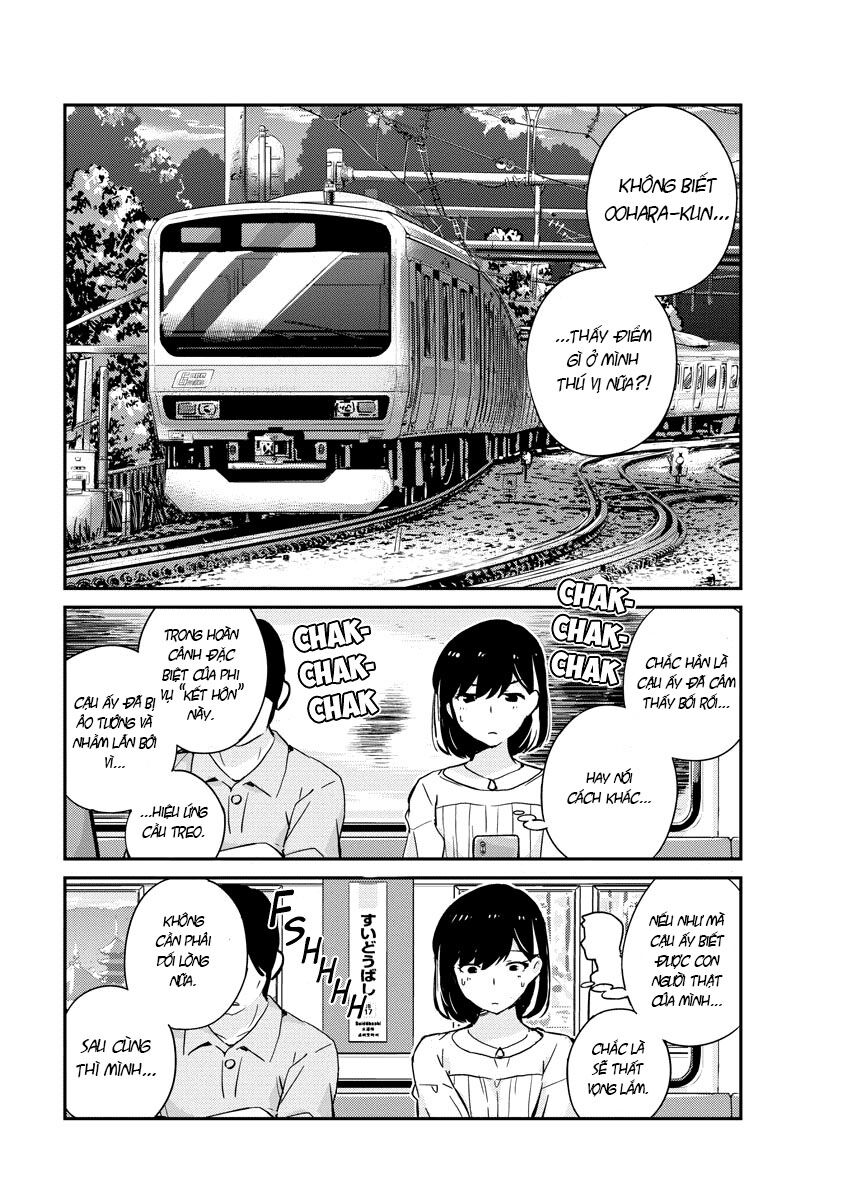 KHÔNG BIẾT
OOHARA-KUN...
...THẤY ĐIỂM
GÌ Ở MÌNH
THÚ VỊ NỮA?!
CHAK-
CHAK-
CHAK
CHẮC HẲN LÀ
CẬU ẤY ĐÃ CẢM
THẤY BỐI RỐI...
HAY NÓI
CÁCH KHÁC...
CHAK-
CHAK-
CHAK
TRONG HOÀN
CẢNH ĐẶC
BIỆT CỦA PHI
VỤ "KẾT HÔN"
NÀY.
CẬU ẤY ĐÃ BỊ
ẢO TƯỞNG VÀ
NHẦM LẪN BỞI
VÌ...
...HIỆU ỨNG
CẦU TREO.
NẾU NHƯ MÀ
CẬU ẤY BIẾT
ĐƯỢC CON
NGƯỜI THẬT
CỦA MÌNH...
CHẮC LÀ
SẼ THẤT
VỌNG LẮM.
すいどうばし
JB
17
Suidobashi
FSHHHH
KHÔNG
CẦN PHẢI
DỐI LÒNG
NỮA.
SAU CÙNG
THÌ MÌNH...